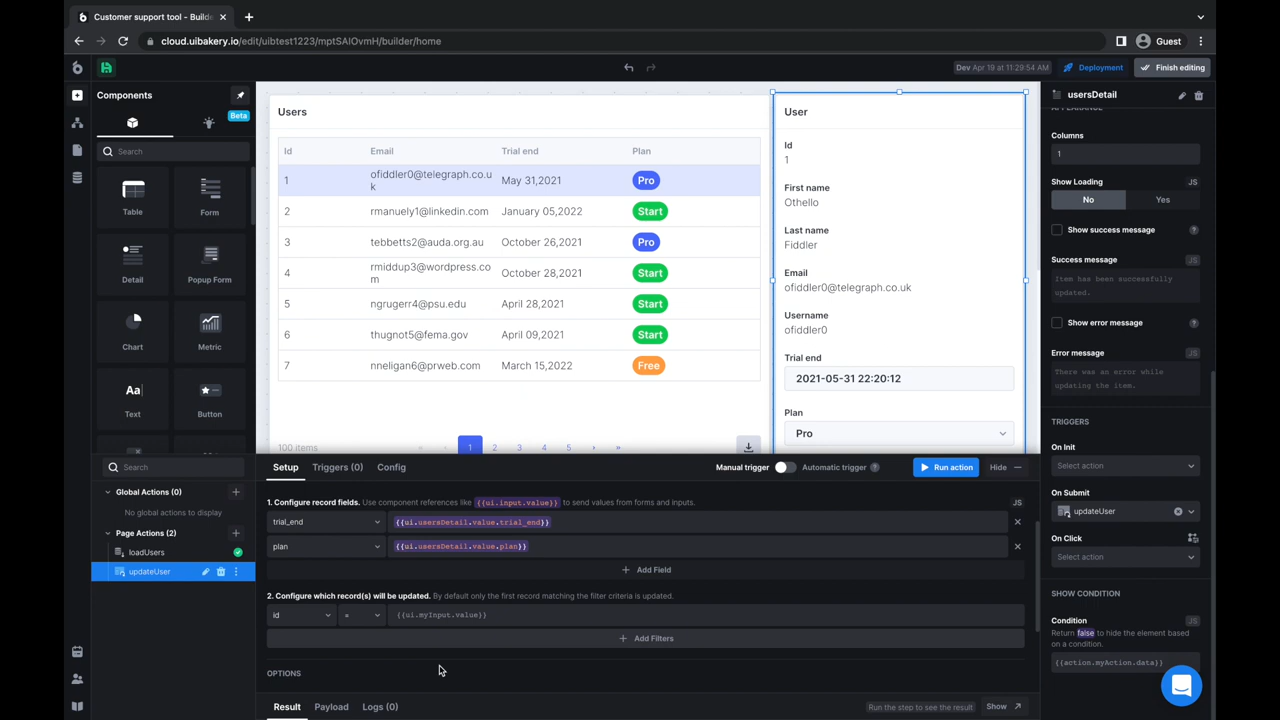 Customer support tool - Builde
cloud.uibakery.io/edit/uibtest1223/mptSAIOvmH/builder/home
Guest
Dev Apr 19 at 11:29:54 AM
Deployment
Finish editing
Components
Beta
Search
Table
Form
Detail
Popup Form
Chart
Metric
Aa
Text
Button
Users
Id Email Trial end Plan
1 ofiddler0@telegraph.co.u
k May 31,2021 Pro
2 rmanuely1@linkedin.com January 05,2022 Start
3 tebbetts2@auda.org.au October 26,2021 Pro
4 rmiddup3@wordpress.co
m October 28,2021 Start
5 ngrugerr4@psu.edu April 28,2021 Start
6 thugnot5@fema.gov April 09,2021 Start
7 nneligan6@prweb.com March 15,2022 Free
100 items « ‹ 1 2 3 4 5 › »
User
Id
1
First name
Othello
Last name
Fiddler
Email
ofiddler0@telegraph.co.uk
Username
ofiddler0
Trial end
2021-05-31 22:20:12
Plan
Pro
usersDetail
APPEARANCE
Columns
1
Show Loading JS
No Yes
Show success message ?
Success message JS
Item has been successfully
updated.
Show error message ?
Error message JS
There was an error while
updating the item.
TRIGGERS
On Init
Select action
On Submit
updateUser
On Click
Select action
SHOW CONDITION
Condition JS
Return false to hide the element based
on a condition.
{{action.myAction.data}}
Search
Global Actions (0)
No global actions to display
Page Actions (2)
loadUsers
updateUser
Setup Triggers (0) Config
Manual trigger Automatic trigger ? Run action Hide
1. Configure record fields. Use component references like {{ui.input.value}} to send values from forms and inputs. JS
trial_end {{ui.usersDetail.value.trial_end}}
plan {{ui.usersDetail.value.plan}}
Add Field
2. Configure which record(s) will be updated. By default only the first record matching the filter criteria is updated.
id = {{ui.myInput.value}}
Add Filters
OPTIONS
Result Payload Logs (0) Run the step to see the result Show